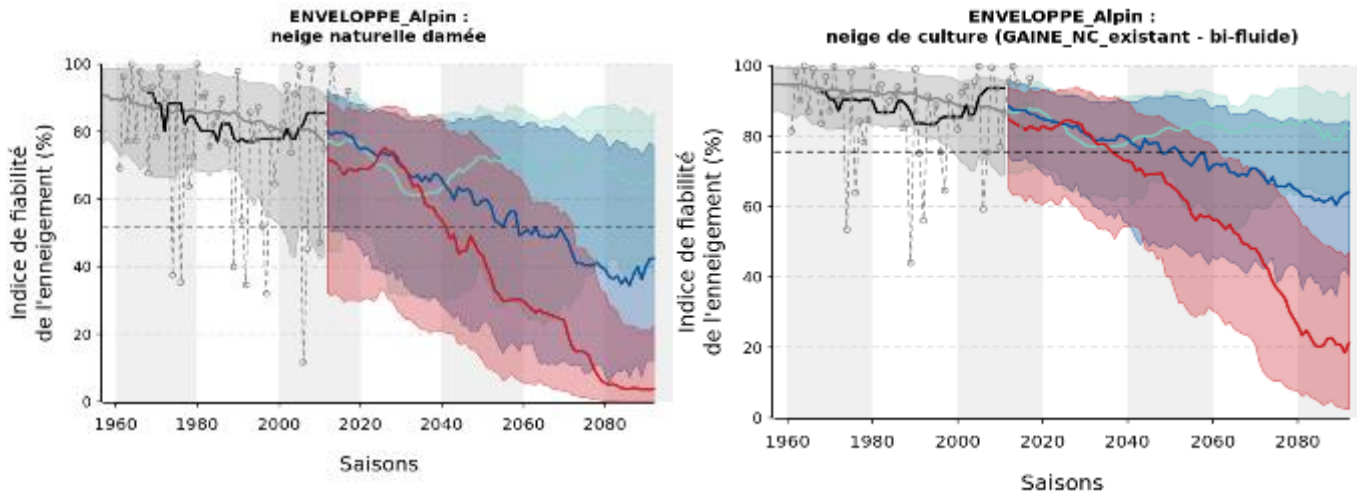 ENVELOPPE_Alpin :
neige naturelle damée
Indice de fiabilité
de l'enneigement (%)
100
80
60
40
20
0
1960 1980 2000 2020 2040 2060 2080
Saisons
ENVELOPPE_Alpin :
neige de culture (GAINE_NC_existant - bi-fluide)
Indice de fiabilité
de l'enneigement (%)
100
80
60
40
20
0
1960 1980 2000 2020 2040 2060 2080
Saisons